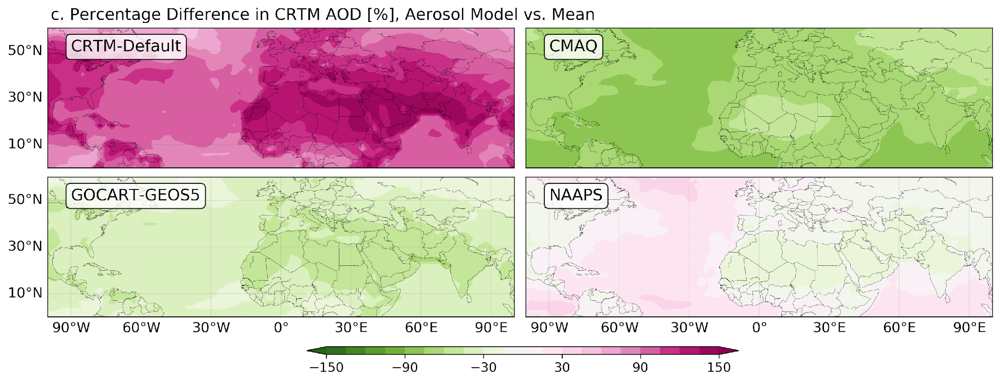 c. Percentage Difference in CRTM AOD [%], Aerosol Model vs. Mean
CRTM-Default
CMAQ
50°N
30°N
10°N
GOCART-GEOS5
NAAPS
50°N
30°N
10°N
90°W 60°W 30°W 0° 30°E 60°E 90°E
90°W 60°W 30°W 0° 30°E 60°E 90°E
−150 −90 −30 30 90 150